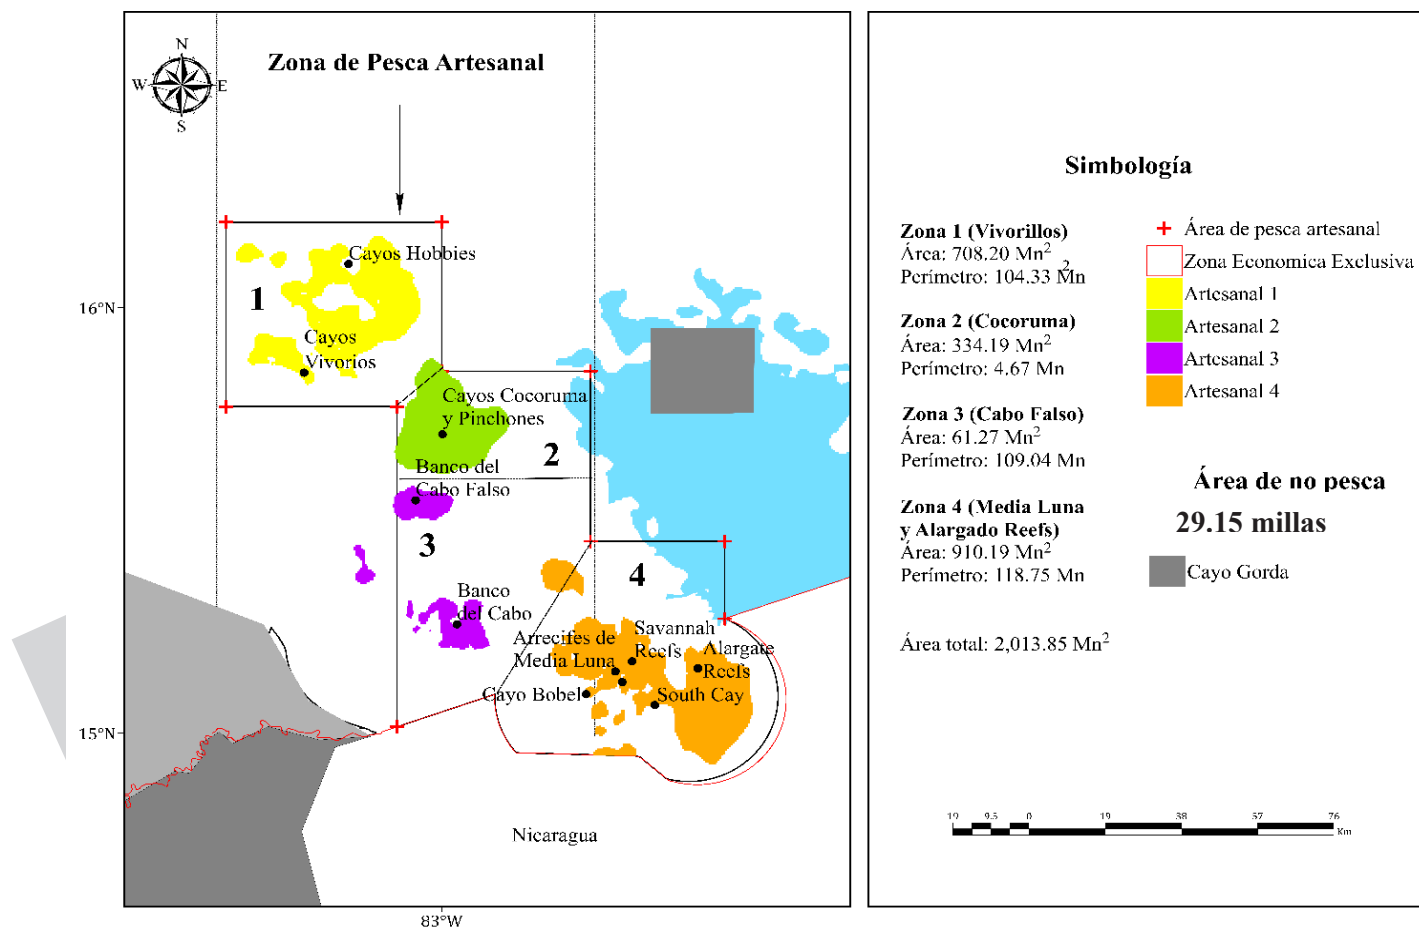 Zona de Pesca Artesanal
N
W
E
S
Cayos Hobbies
1
16°N
Cayos
Vivorios
Cayos Cocoruma
y Pinchones
2
Banco del
Cabo Falso
3
4
Banco
del Cabo
Savannah
Reefs
Arrecifes de
Media Luna
Alargate
Reefs
Cayo Bobel
South Cay
15°N
Nicaragua
83°W
Simbología
Zona 1 (Vivorillos)
Área: 708.20 Mn²
Perímetro: 104.33 Mn²
Zona 2 (Cocoruma)
Área: 334.19 Mn²
Perímetro: 4.67 Mn
Zona 3 (Cabo Falso)
Área: 61.27 Mn²
Perímetro: 109.04 Mn
Zona 4 (Media Luna
y Alargado Reefs)
Área: 910.19 Mn²
Perímetro: 118.75 Mn
Área total: 2,013.85 Mn²
Área de pesca artesanal
Zona Economica Exclusiva
Artesanal 1
Artesanal 2
Artesanal 3
Artesanal 4
Área de no pesca
29.15 millas
Cayo Gorda
19 9.5 0 19 38 57 76
Km